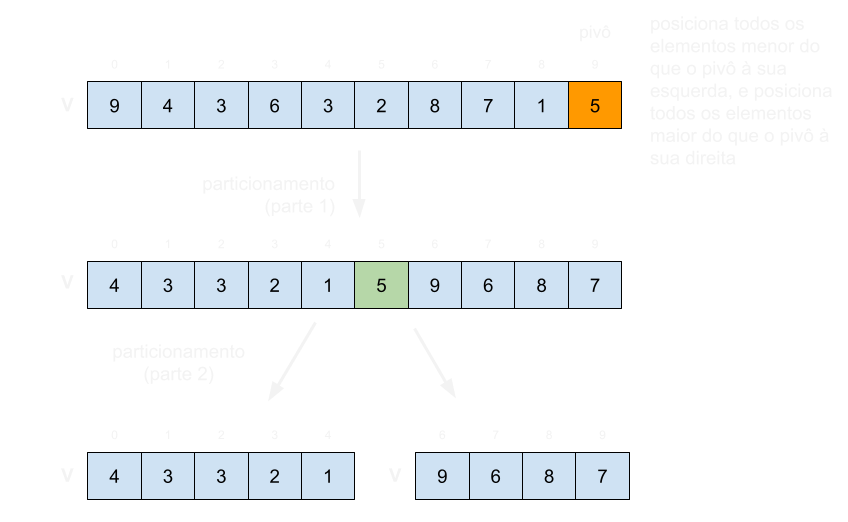 pivô
posiciona todos os
elementos menor do
que o pivô à sua
esquerda, e posiciona
todos os elementos
maior do que o pivô à
sua direita
0 1 2 3 4 5 6 7 8 9
V 9 4 3 6 3 2 8 7 1 5
particionamento
(parte 1)
0 1 2 3 4 5 6 7 8 9
V 4 3 3 2 1 5 9 6 8 7
particionamento
(parte 2)
0 1 2 3 4 6 7 8 9
V 4 3 3 2 1 V 9 6 8 7